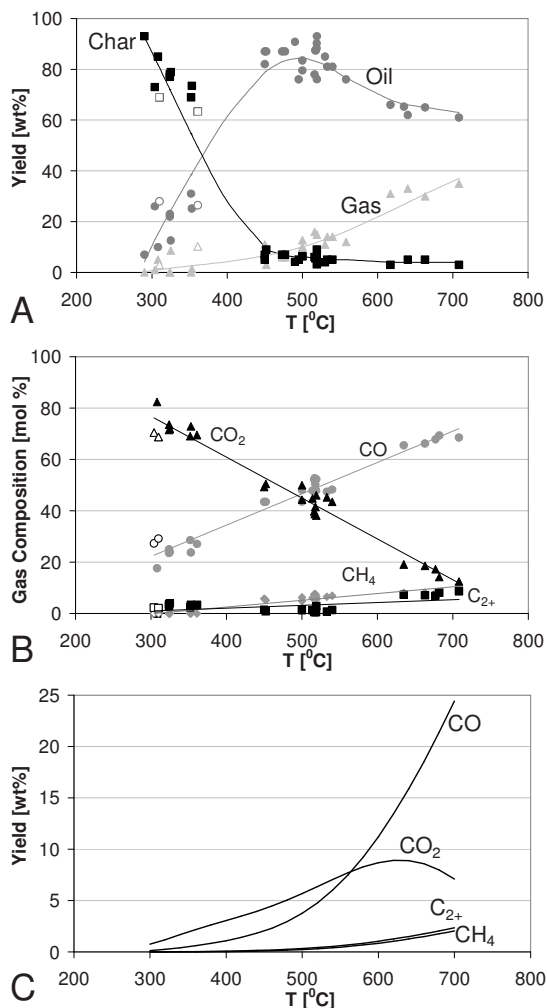 100
Char
80
Oil
60
Yield [wt%]
40
Gas
20
0
200 300 400 500 600 700 800
A
T [⁰C]
100
80
CO₂
CO
60
Gas Composition [mol %]
40
20
CH₄
C₂₊
0
200 300 400 500 600 700 800
B
T [⁰C]
25
CO
20
15
Yield [wt%]
10
CO₂
5
C₂₊
CH₄
0
100 200 300 400 500 600 700 800
C
T [⁰C]